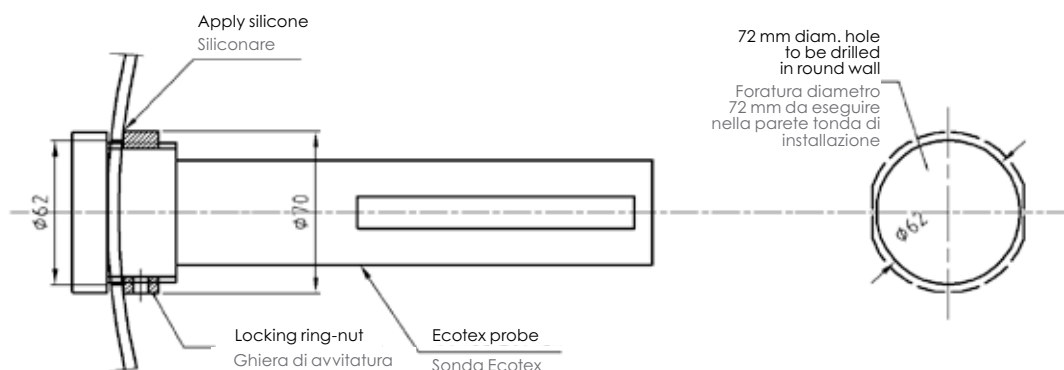 Apply silicone
Siliconare
72 mm diam. hole
to be drilled
in round wall
Foratura diametro
72 mm da eseguire
nella parete tonda di
installazione
ø62
ø70
ø62
Locking ring-nut
Ghiera di avvitatura
Ecotex probe
Sonda Ecotex